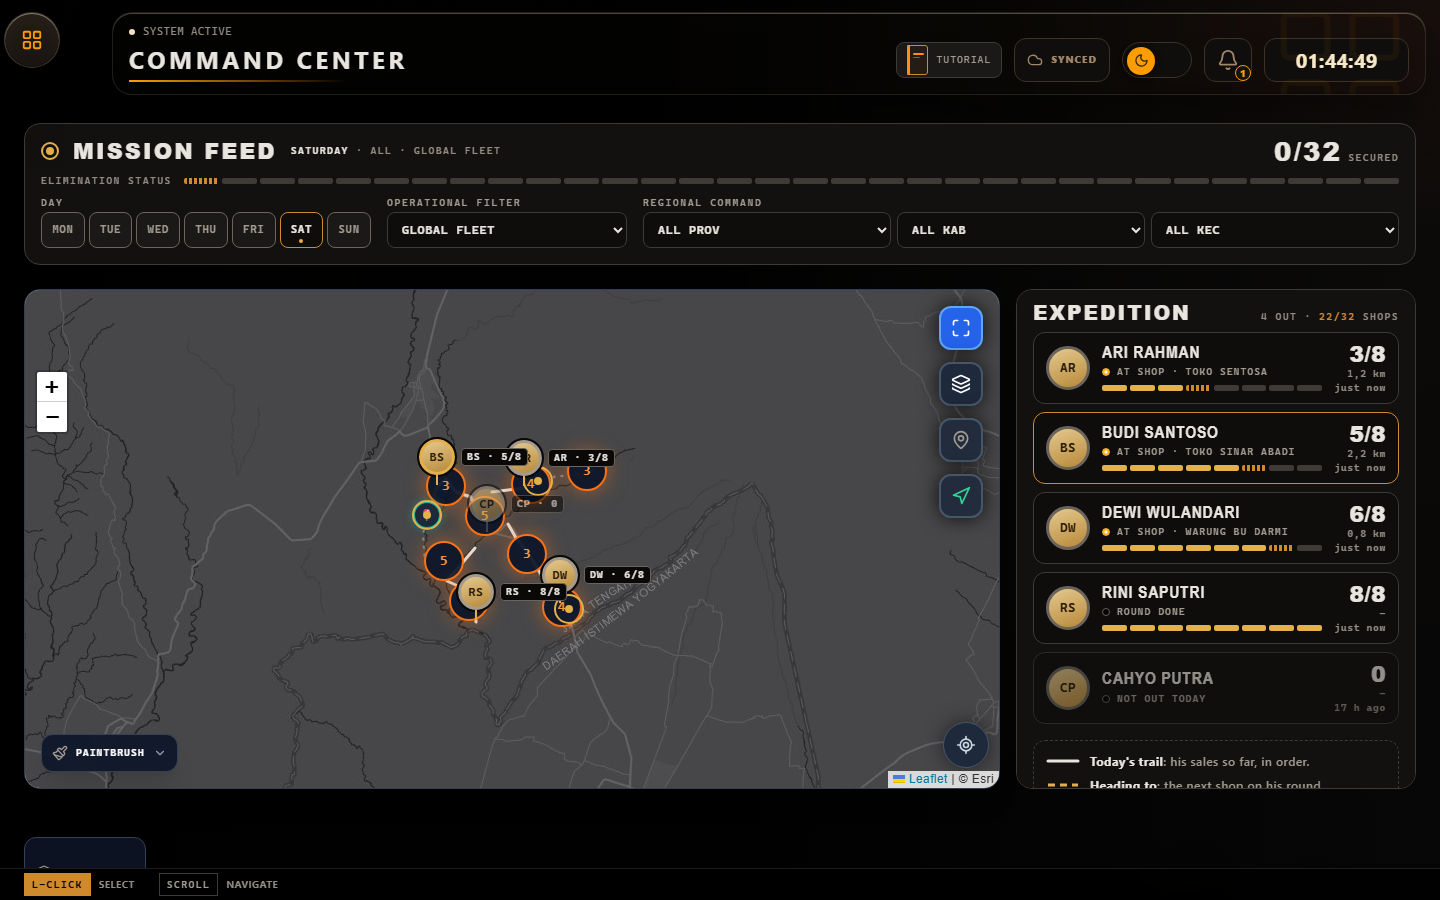 SYSTEM ACTIVE
COMMAND CENTER
TUTORIAL
SYNCED
1
01:44:49
MISSION FEED
SATURDAY · ALL · GLOBAL FLEET
0/32 SECURED
ELIMINATION STATUS
DAY
OPERATIONAL FILTER
REGIONAL COMMAND
MON
TUE
WED
THU
FRI
SAT
SUN
GLOBAL FLEET
ALL PROV
ALL KAB
ALL KEC
+
−
BS
BS · 5/8
AR · 3/8
3
3
4
CP
CP · 0
5
5
3
DW
DW · 6/8
RS
RS · 8/8
4
DAERAH ISTIMEWA YOGYAKARTA
PAINTBRUSH
Leaflet | © Esri
EXPEDITION
4 OUT · 22/32 SHOPS
AR
ARI RAHMAN
3/8
AT SHOP · TOKO SENTOSA
1,2 km
just now
BS
BUDI SANTOSO
5/8
AT SHOP · TOKO SINAR ABADI
2,2 km
just now
DW
DEWI WULANDARI
6/8
AT SHOP · WARUNG BU DARMI
0,8 km
just now
RS
RINI SAPUTRI
8/8
ROUND DONE
–
just now
CP
CAHYO PUTRA
0
NOT OUT TODAY
–
17 h ago
Today's trail: his sales so far, in order.
Heading to: the next shop on his round
L-CLICK
SELECT
SCROLL
NAVIGATE